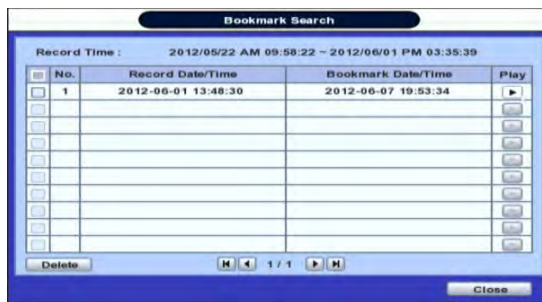 Bookmark Search
Record Time : 2012/05/22 AM 09:58:22 ~ 2012/06/01 PM 03:35:39
No. Record Date/Time Bookmark Date/Time Play
1 2012-06-01 13:48:30 2012-06-07 19:53:34
Delete 1 / 1
Close